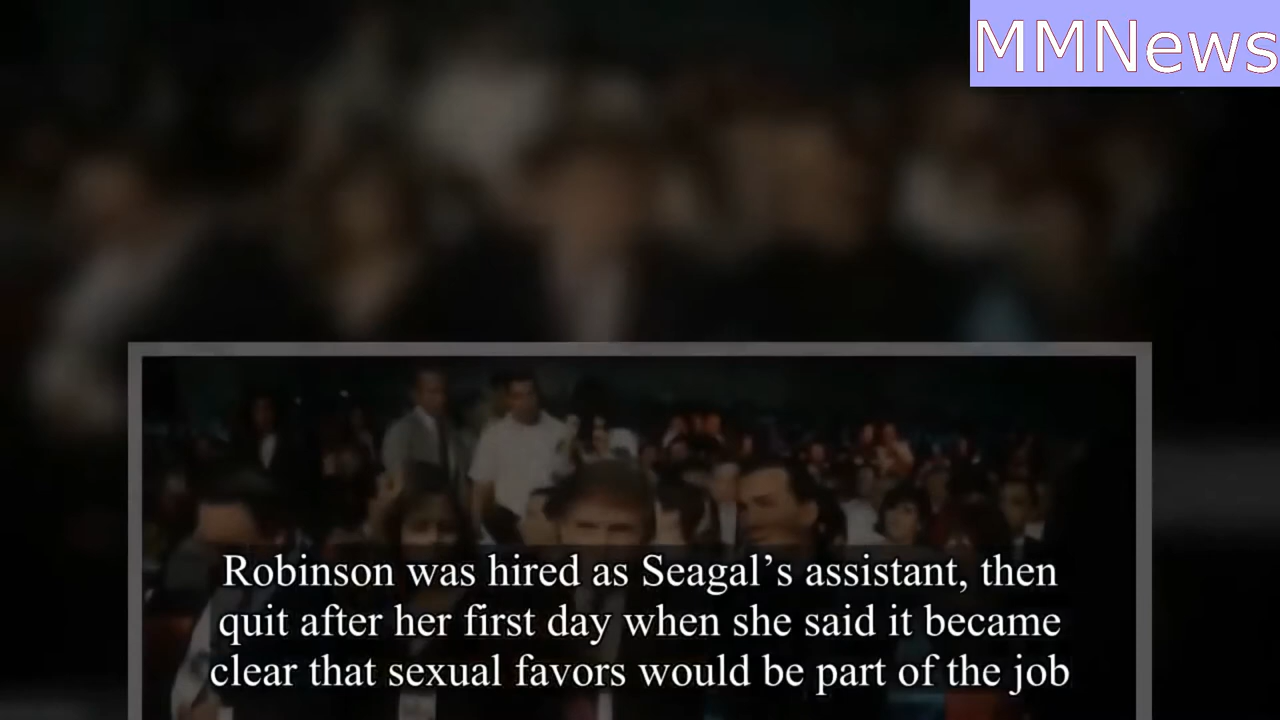 MMNews
Robinson was hired as Seagal’s assistant, then
quit after her first day when she said it became
clear that sexual favors would be part of the job